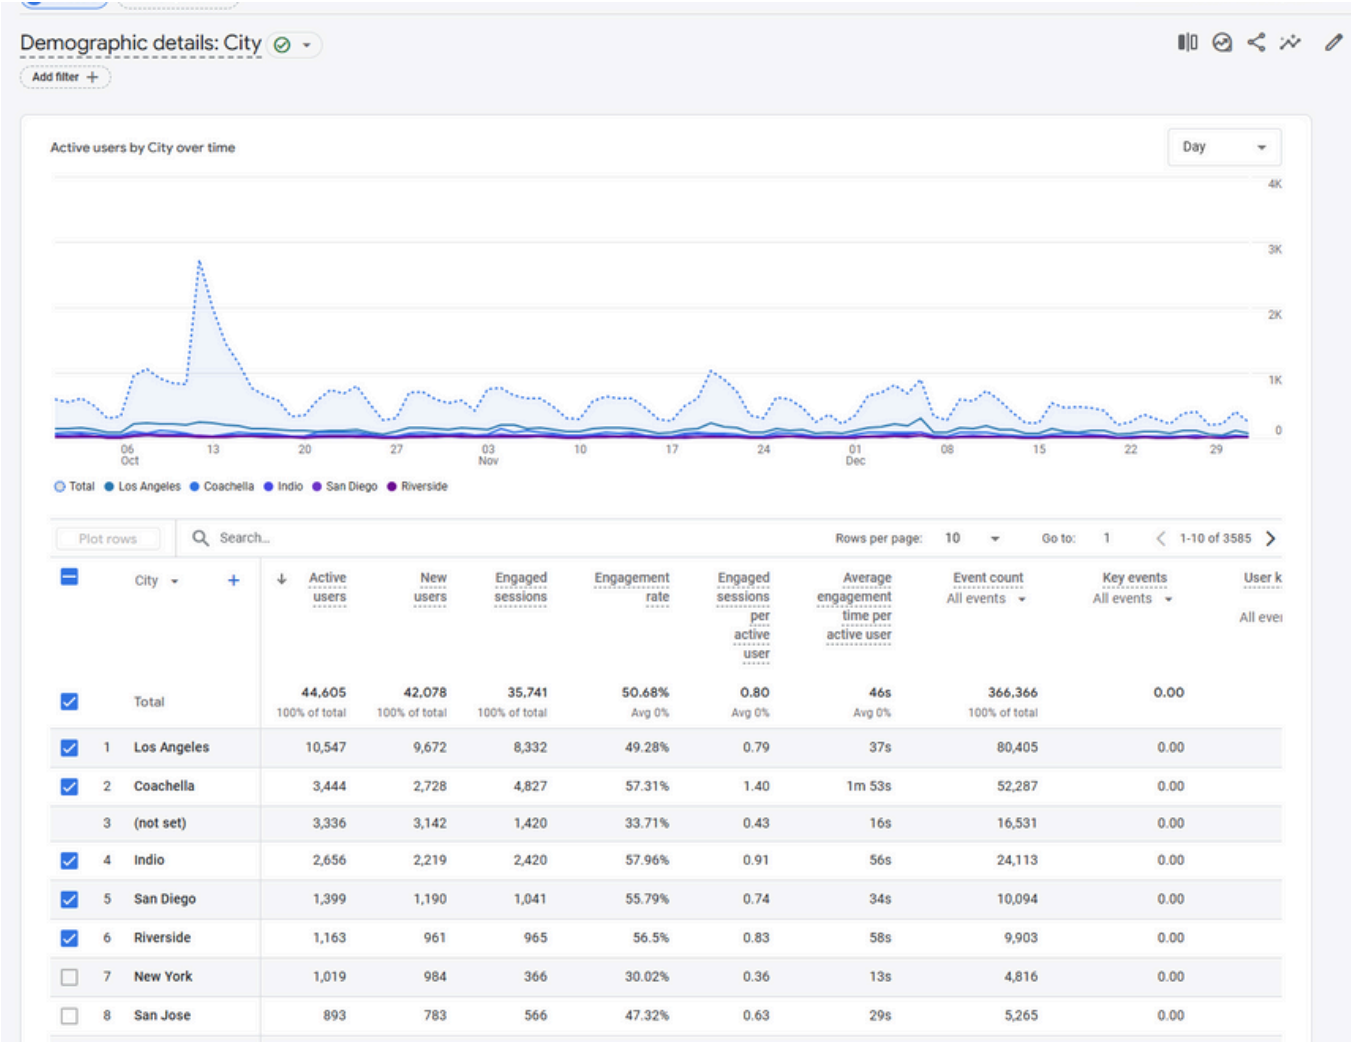 Demographic details: City
Add filter +
Active users by City over time
Day
4K
3K
2K
1K
0
06 13 20 27 03 10 17 24 01 08 15 22 29
Oct Nov Dec
Total Los Angeles Coachella Indio San Diego Riverside
Plot rows Search... Rows per page: 10 Go to: 1 1-10 of 3585
City + ↓ Active users New users Engaged sessions Engagement rate Engaged sessions per active user Average engagement time per active user Event count All events Key events All events User k All ever
Total 44,605 42,078 35,741 50.68% 0.80 46s 366,366 0.00
100% of total 100% of total 100% of total Avg 0% Avg 0% Avg 0% 100% of total
1 Los Angeles 10,547 9,672 8,332 49.28% 0.79 37s 80,405 0.00
2 Coachella 3,444 2,728 4,827 57.31% 1.40 1m 53s 52,287 0.00
3 (not set) 3,336 3,142 1,420 33.71% 0.43 16s 16,531 0.00
4 Indio 2,656 2,219 2,420 57.96% 0.91 56s 24,113 0.00
5 San Diego 1,399 1,190 1,041 55.79% 0.74 34s 10,094 0.00
6 Riverside 1,163 961 965 56.5% 0.83 58s 9,903 0.00
7 New York 1,019 984 366 30.02% 0.36 13s 4,816 0.00
8 San Jose 893 783 566 47.32% 0.63 29s 5,265 0.00